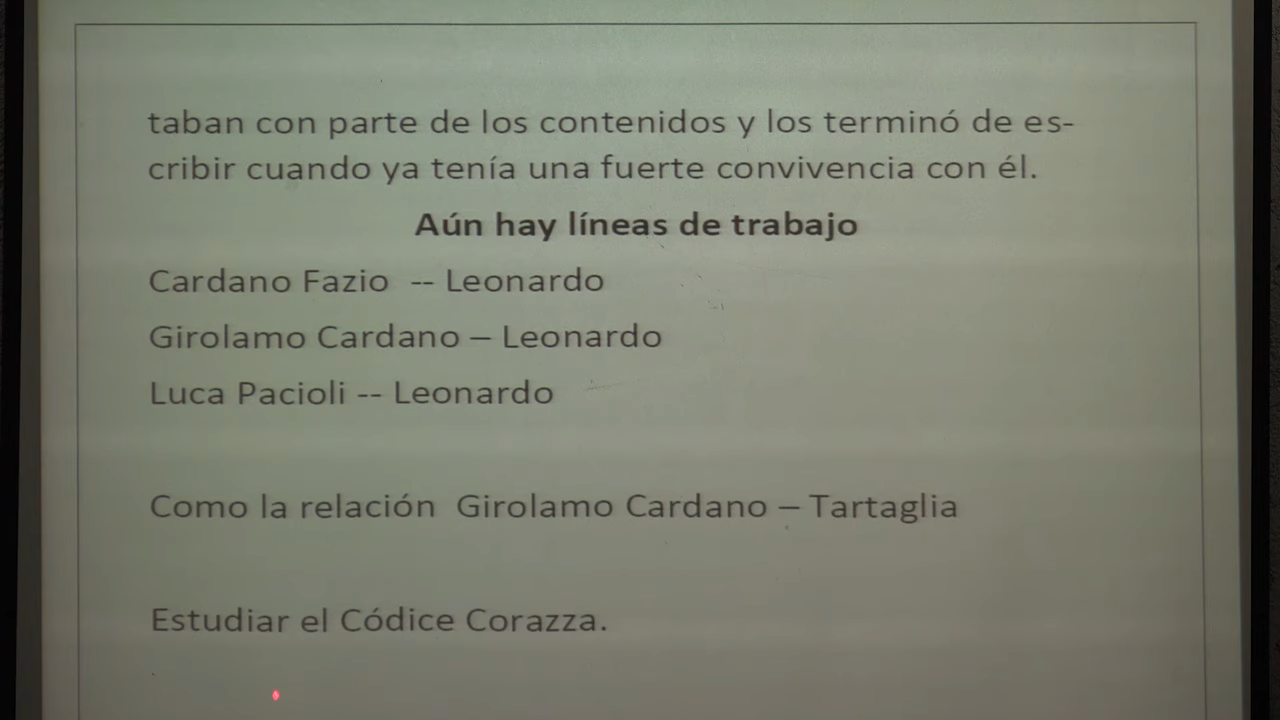 taban con parte de los contenidos y los terminó de es-
cribir cuando ya tenía una fuerte convivencia con él.
Aún hay líneas de trabajo
Cardano Fazio -- Leonardo
Girolamo Cardano – Leonardo
Luca Pacioli -- Leonardo
Como la relación Girolamo Cardano – Tartaglia
Estudiar el Códice Corazza.